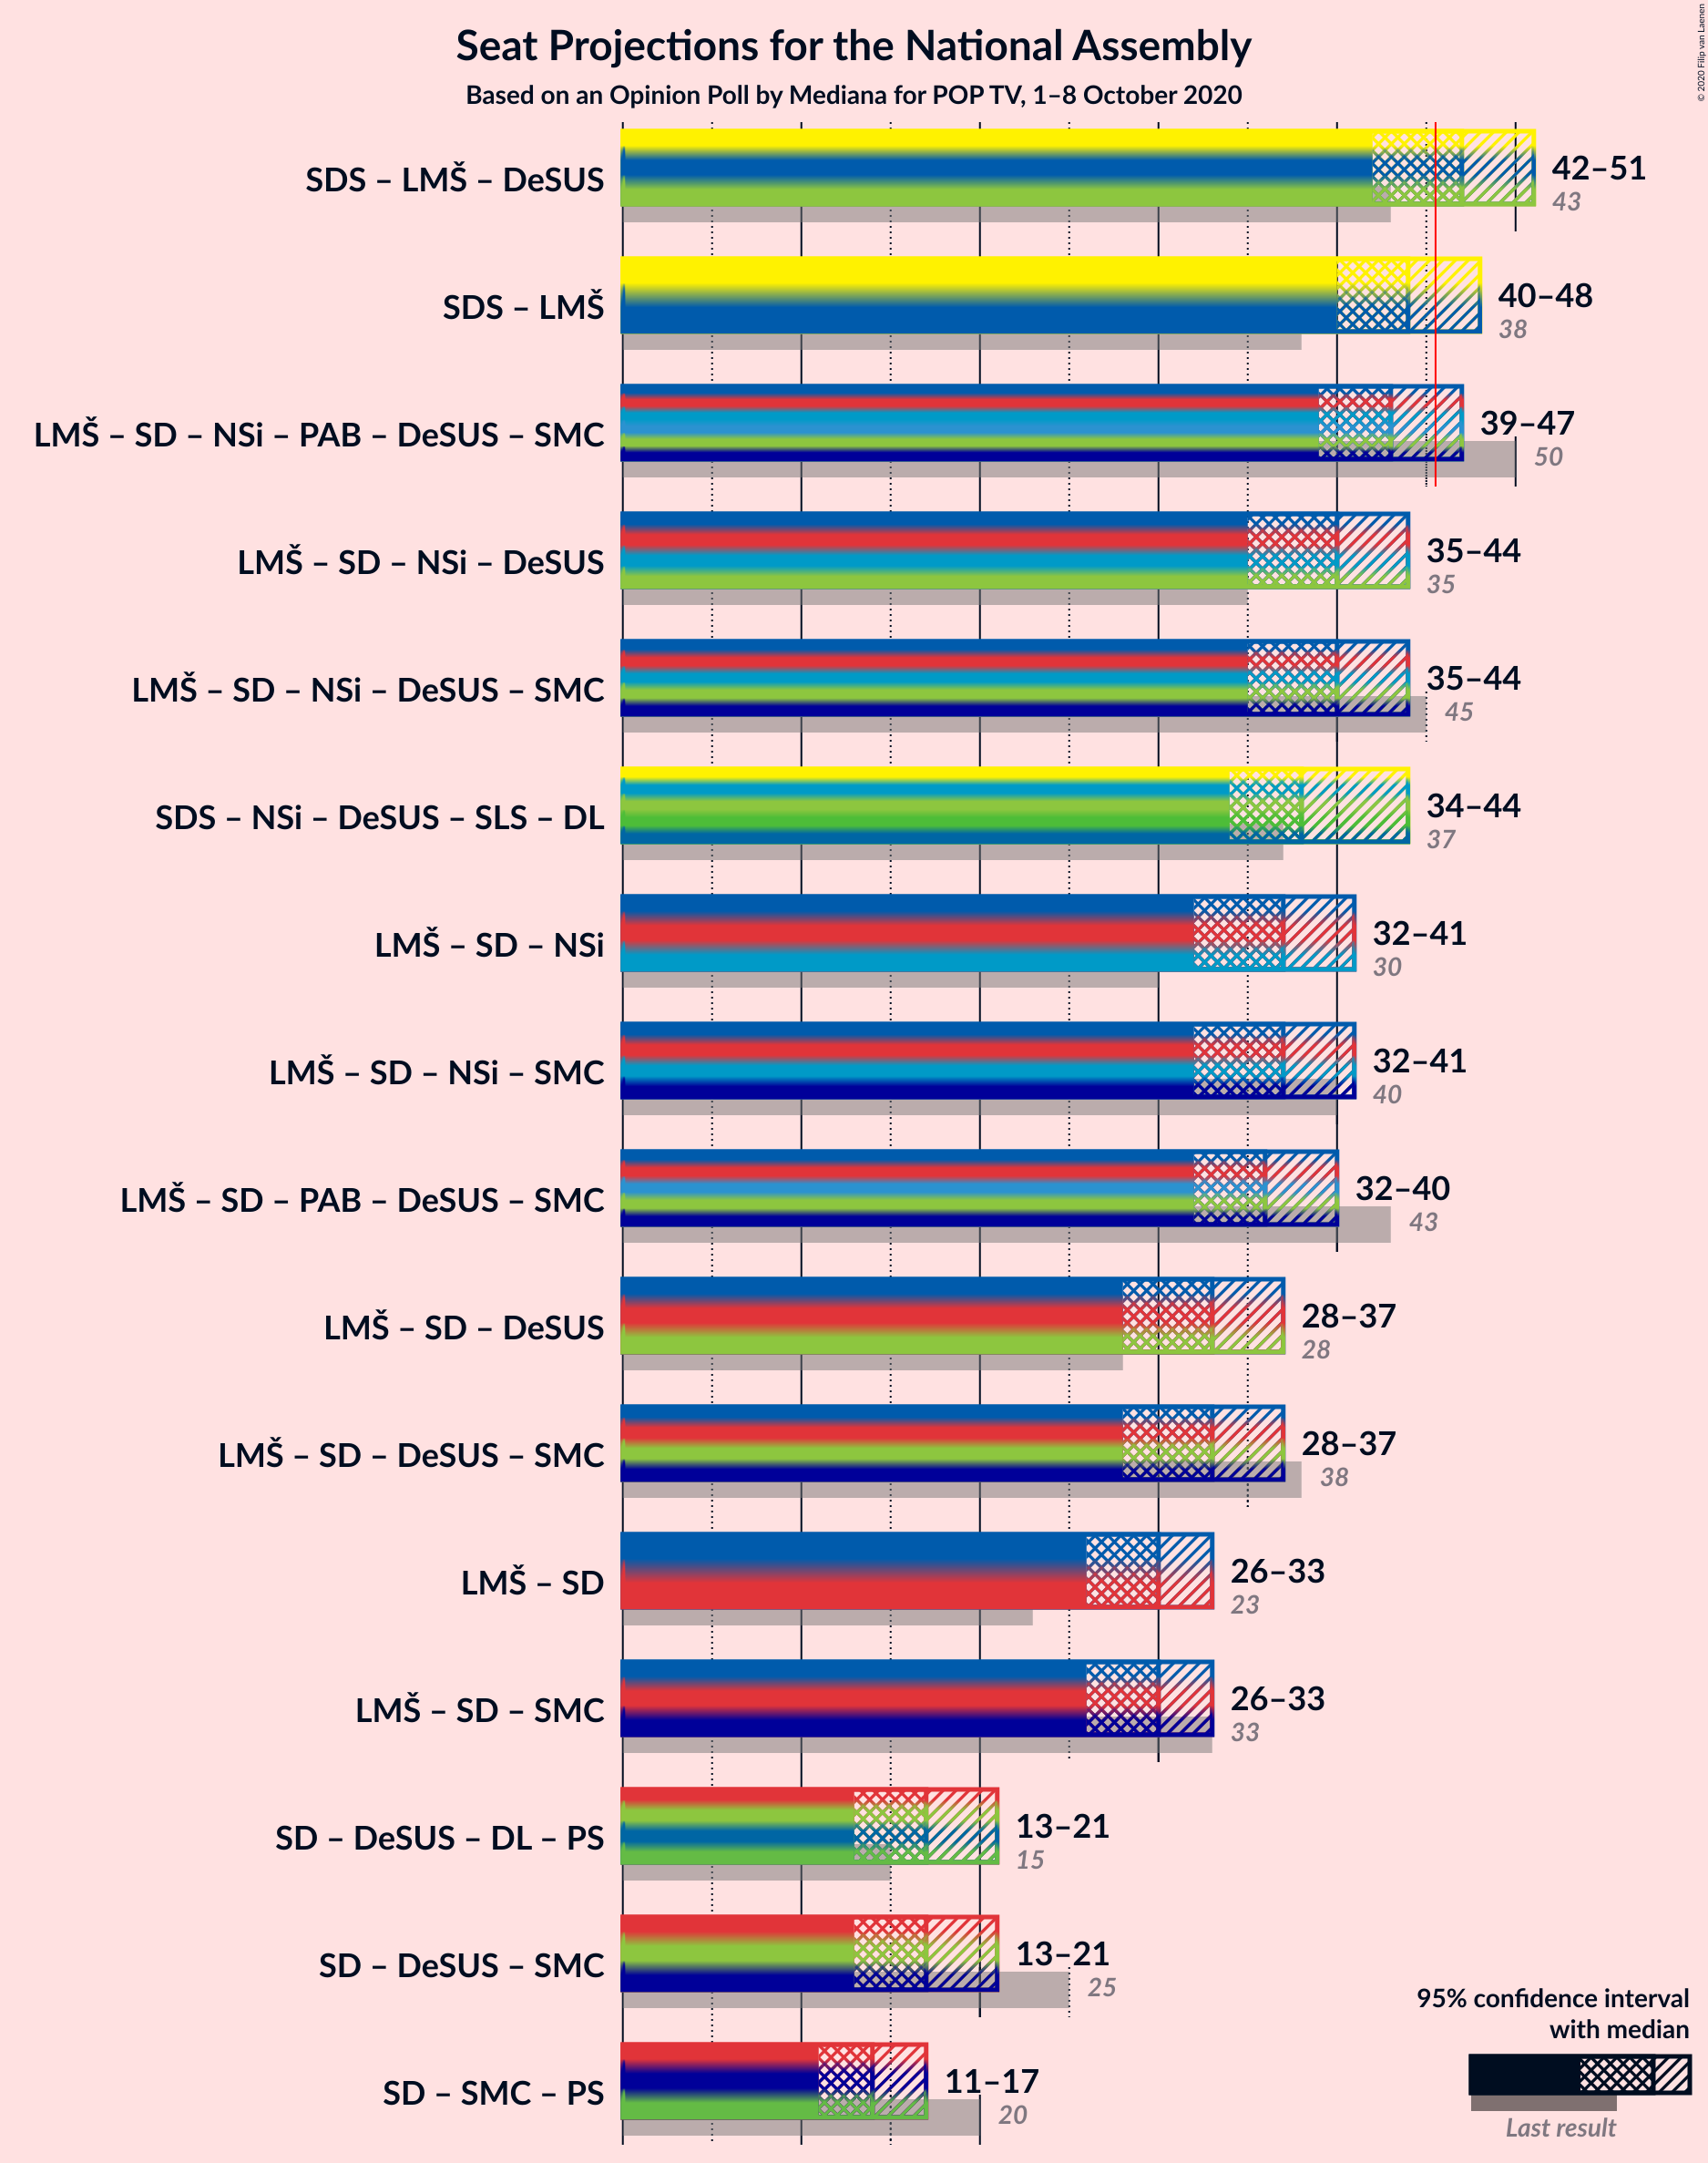 Seat Projections for the National Assembly
Based on an Opinion Poll by Mediana for POP TV, 1–8 October 2020
© 2020 Filip van Laenen
SDS – LMŠ – DeSUS
42–51
43
SDS – LMŠ
40–48
38
LMŠ – SD – NSi – PAB – DeSUS – SMC
39–47
50
LMŠ – SD – NSi – DeSUS
35–44
35
LMŠ – SD – NSi – DeSUS – SMC
35–44
45
SDS – NSi – DeSUS – SLS – DL
34–44
37
LMŠ – SD – NSi
32–41
30
LMŠ – SD – NSi – SMC
32–41
40
LMŠ – SD – PAB – DeSUS – SMC
32–40
43
LMŠ – SD – DeSUS
28–37
28
LMŠ – SD – DeSUS – SMC
28–37
38
LMŠ – SD
26–33
23
LMŠ – SD – SMC
26–33
33
SD – DeSUS – DL – PS
13–21
15
SD – DeSUS – SMC
13–21
25
SD – SMC – PS
11–17
20
95% confidence interval
with median
Last result